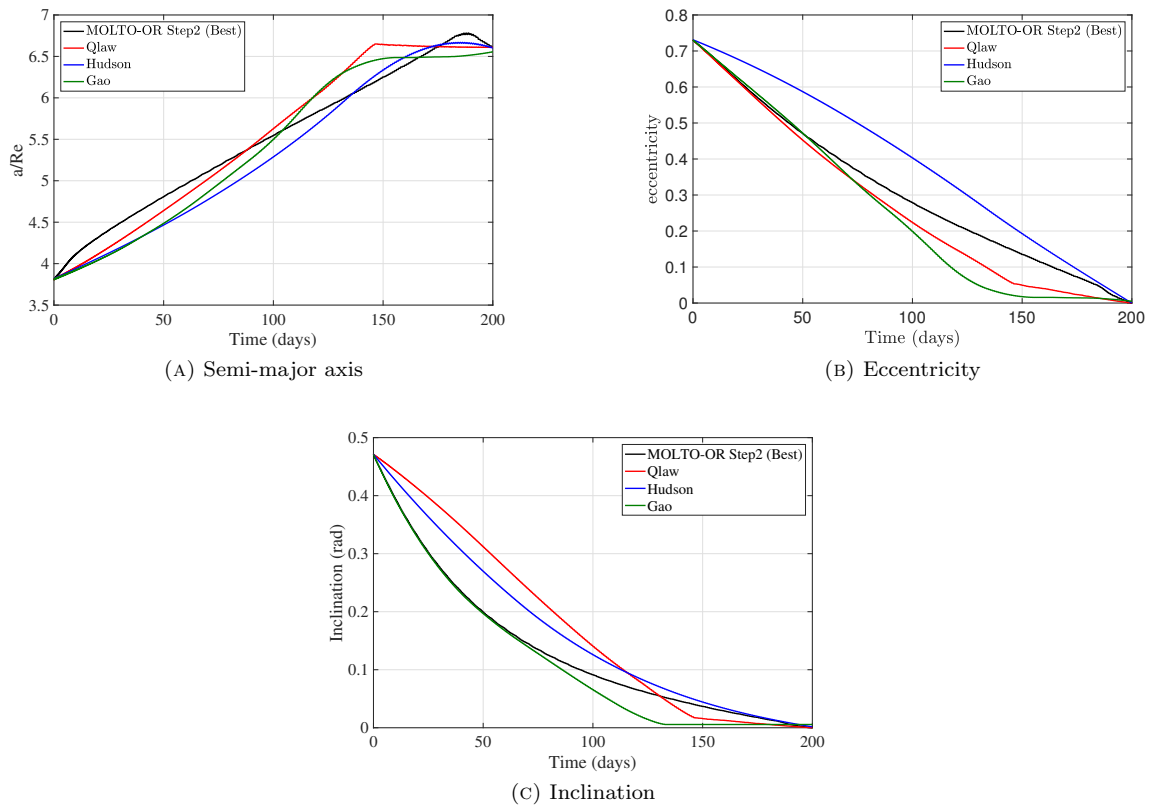 7
6.5
6
5.5
5
4.5
4
3.5
a/Re
MOLTO-OR Step2 (Best)
Qlaw
Hudson
Gao
0
50
100
150
200
Time (days)
(A) Semi-major axis
0.8
0.7
0.6
0.5
0.4
0.3
0.2
0.1
0
eccentricity
MOLTO-OR Step2 (Best)
Qlaw
Hudson
Gao
0
50
100
150
200
Time (days)
(B) Eccentricity
0.5
0.4
0.3
0.2
0.1
0
Inclination (rad)
MOLTO-OR Step2 (Best)
Qlaw
Hudson
Gao
0
50
100
150
200
Time (days)
(C) Inclination